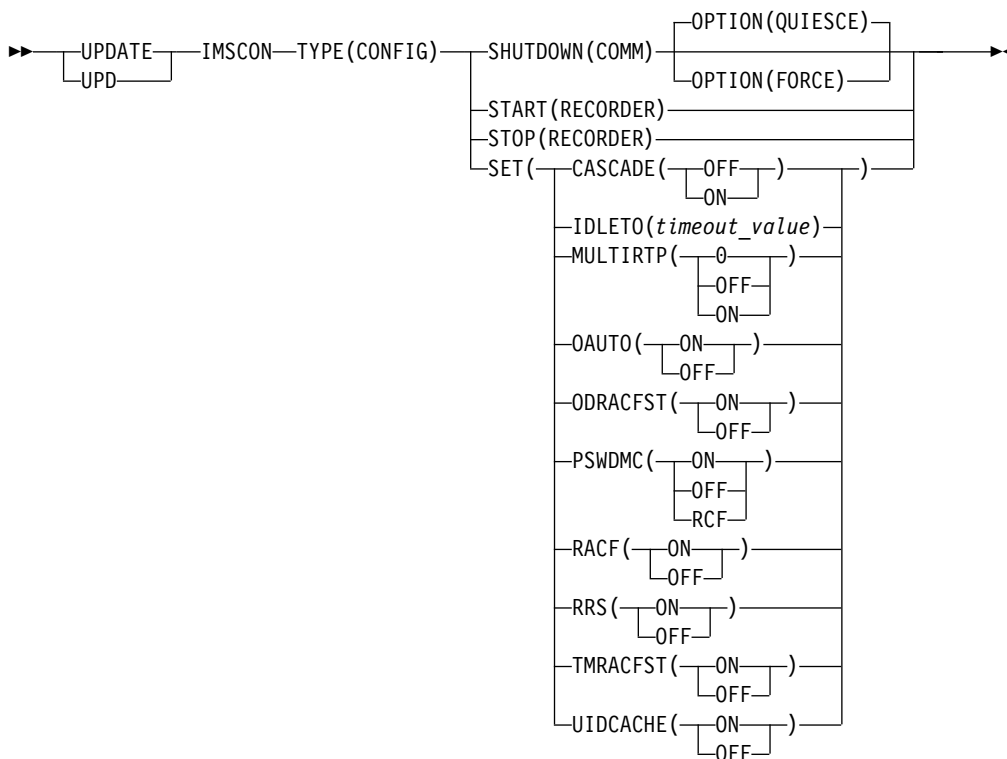 OPTION(QUIESCE)
UPDATE IMSCON TYPE(CONFIG) SHUTDOWN(COMM)
UPD OPTION(FORCE)
START(RECORDER)
STOP(RECORDER)
SET( CASCADE( OFF ) )
ON
IDLETO(timeout_value)
MULTIRTP( 0 )
OFF
ON
OAUTO( ON )
OFF
ODRACFST( ON )
OFF
PSWDMC( ON )
OFF
RCF
RACF( ON )
OFF
RRS( ON )
OFF
TMRACFST( ON )
OFF
UIDCACHE( ON )
OFF